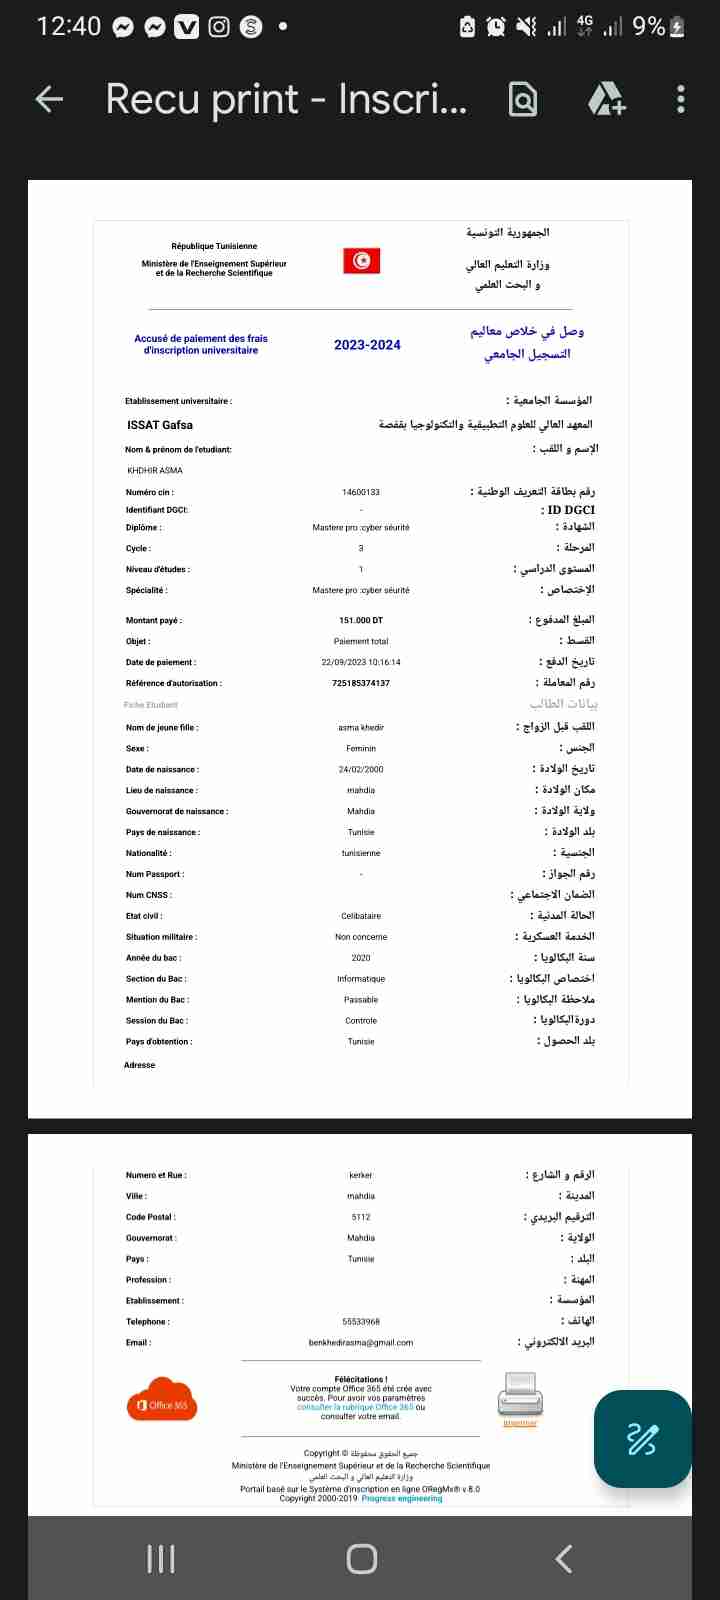 12:40
4G
9%
Recu print - Inscri...
République Tunisienne
Ministère de l'Enseignement Supérieur
et de la Recherche Scientifique
الجمهورية التونسية
وزارة التعليم العالي
و البحث العلمي
Accusé de paiement des frais
d'inscription universitaire
2023-2024
وصل في خلاص معاليم
التسجيل الجامعي
Etablissement universitaire : المؤسسة الجامعية :
ISSAT Gafsa المعهد العالي للعلوم التطبيقية والتكنولوجيا بقفصة
Nom & prénom de l'etudiant: الإسم و اللقب :
KHDHIR ASMA
Numéro cin : 14600133 رقم بطاقة التعريف الوطنية :
Identifiant DGCI: - ID DGCI :
Diplôme : Mastere pro :cyber séurité الشهادة :
Cycle : 3 المرحلة :
Niveau d'études : 1 المستوى الدراسي :
Spécialité : Mastere pro :cyber séurité الإختصاص :
Montant payé : 151.000 DT المبلغ المدفوع :
Objet : Paiement total القسط :
Date de paiement : 22/09/2023 10:16:14 تاريخ الدفع :
Référence d'autorisation : 725185374137 رقم المعاملة :
Fiche Etudiant بيانات الطالب
Nom de jeune fille : asma khedir اللقب قبل الزواج :
Sexe : Feminin الجنس :
Date de naissance : 24/02/2000 تاريخ الولادة :
Lieu de naissance : mahdia مكان الولادة :
Gouvernorat de naissance : Mahdia ولاية الولادة :
Pays de naissance : Tunisie بلد الولادة :
Nationalité : tunisienne الجنسية :
Num Passport : - رقم الجواز :
Num CNSS : الضمان الاجتماعي :
Etat civil : Celibataire الحالة المدنية :
Situation militaire : Non concerne الخدمة العسكرية :
Année du bac : 2020 سنة البكالويا :
Section du Bac : Informatique اختصاص البكالويا :
Mention du Bac : Passable ملاحظة البكالويا :
Session du Bac : Controle دورةالبكالويا :
Pays d'obtention : Tunisie بلد الحصول :
Adresse
Numero et Rue : kerker الرقم و الشارع :
Ville : mahdia المدينة :
Code Postal : 5112 الترقيم البريدي :
Gouvernorat : Mahdia الولاية :
Pays : Tunisie البلد :
Profession : المهنة :
Etablissement : المؤسسة :
Telephone : 55533968 الهاتف :
Email : benkhedirasma@gmail.com البريد الالكتروني :
Office 365
Félécitations !
Votre compte Office 365 été crée avec
succès. Pour avoir vos paramètres
consulter la rubrique Office 365 ou
consulter votre email.
Imprimer
Copyright © جميع الحقوق محفوظة
Ministère de l'Enseignement Supérieur et de la Recherche Scientifique
وزارة التعليم العالي و البحث العلمي
Portail basé sur le Système d'inscription en ligne ORegMx® v 8.0
Copyright 2000-2019 Progress engineering